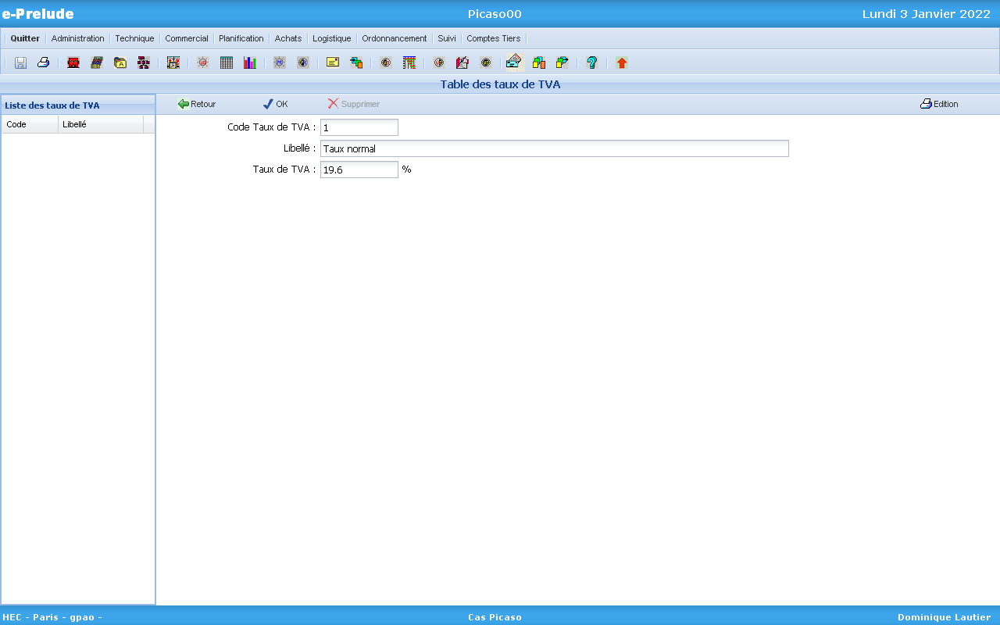 e-Prelude Picaso00 Lundi 3 Janvier 2022
Quitter Administration Technique Commercial Planification Achats Logistique Ordonnancement Suivi Comptes Tiers
Table des taux de TVA
Liste des taux de TVA Retour OK Supprimer Edition
Code Libellé
Code Taux de TVA : 1
Libellé : Taux normal
Taux de TVA : 19.6 %
HEC - Paris - gpao - Cas Picaso Dominique Lautier